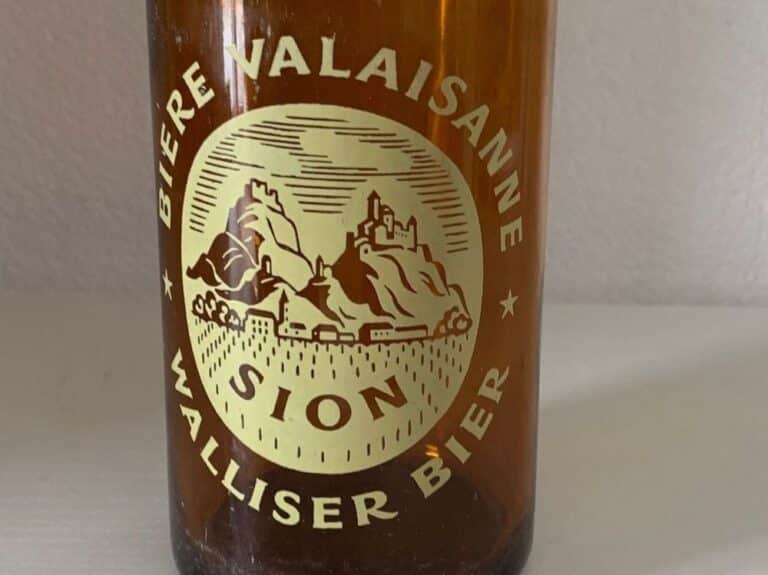 BIERE VALAISANNE
SION
WALLISER BIER